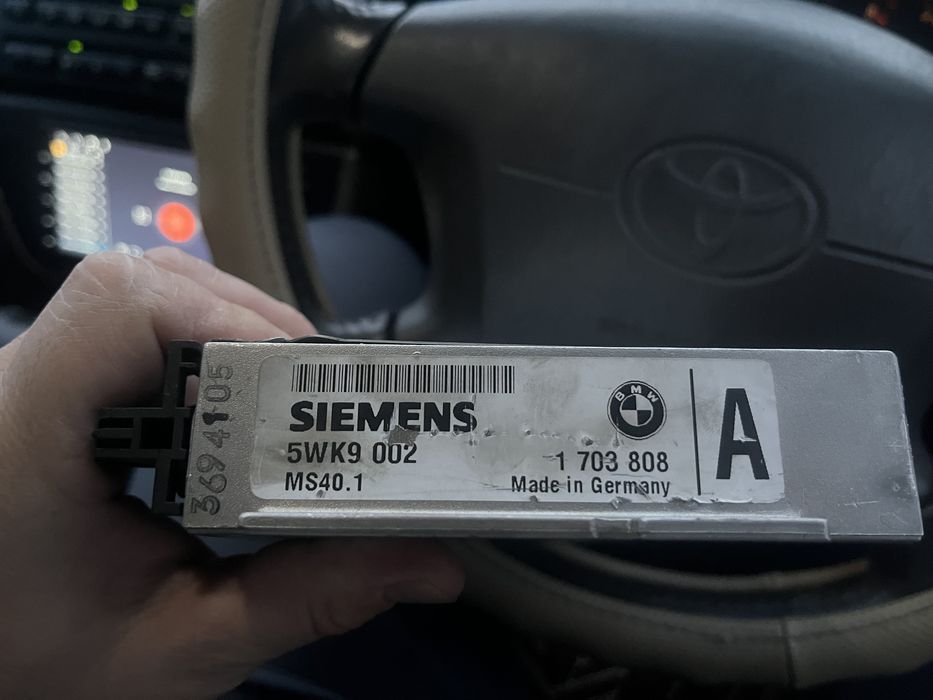 SIEMENS
5WK9 002
MS40.1
BMW
1 703 808
Made in Germany
A
3694105